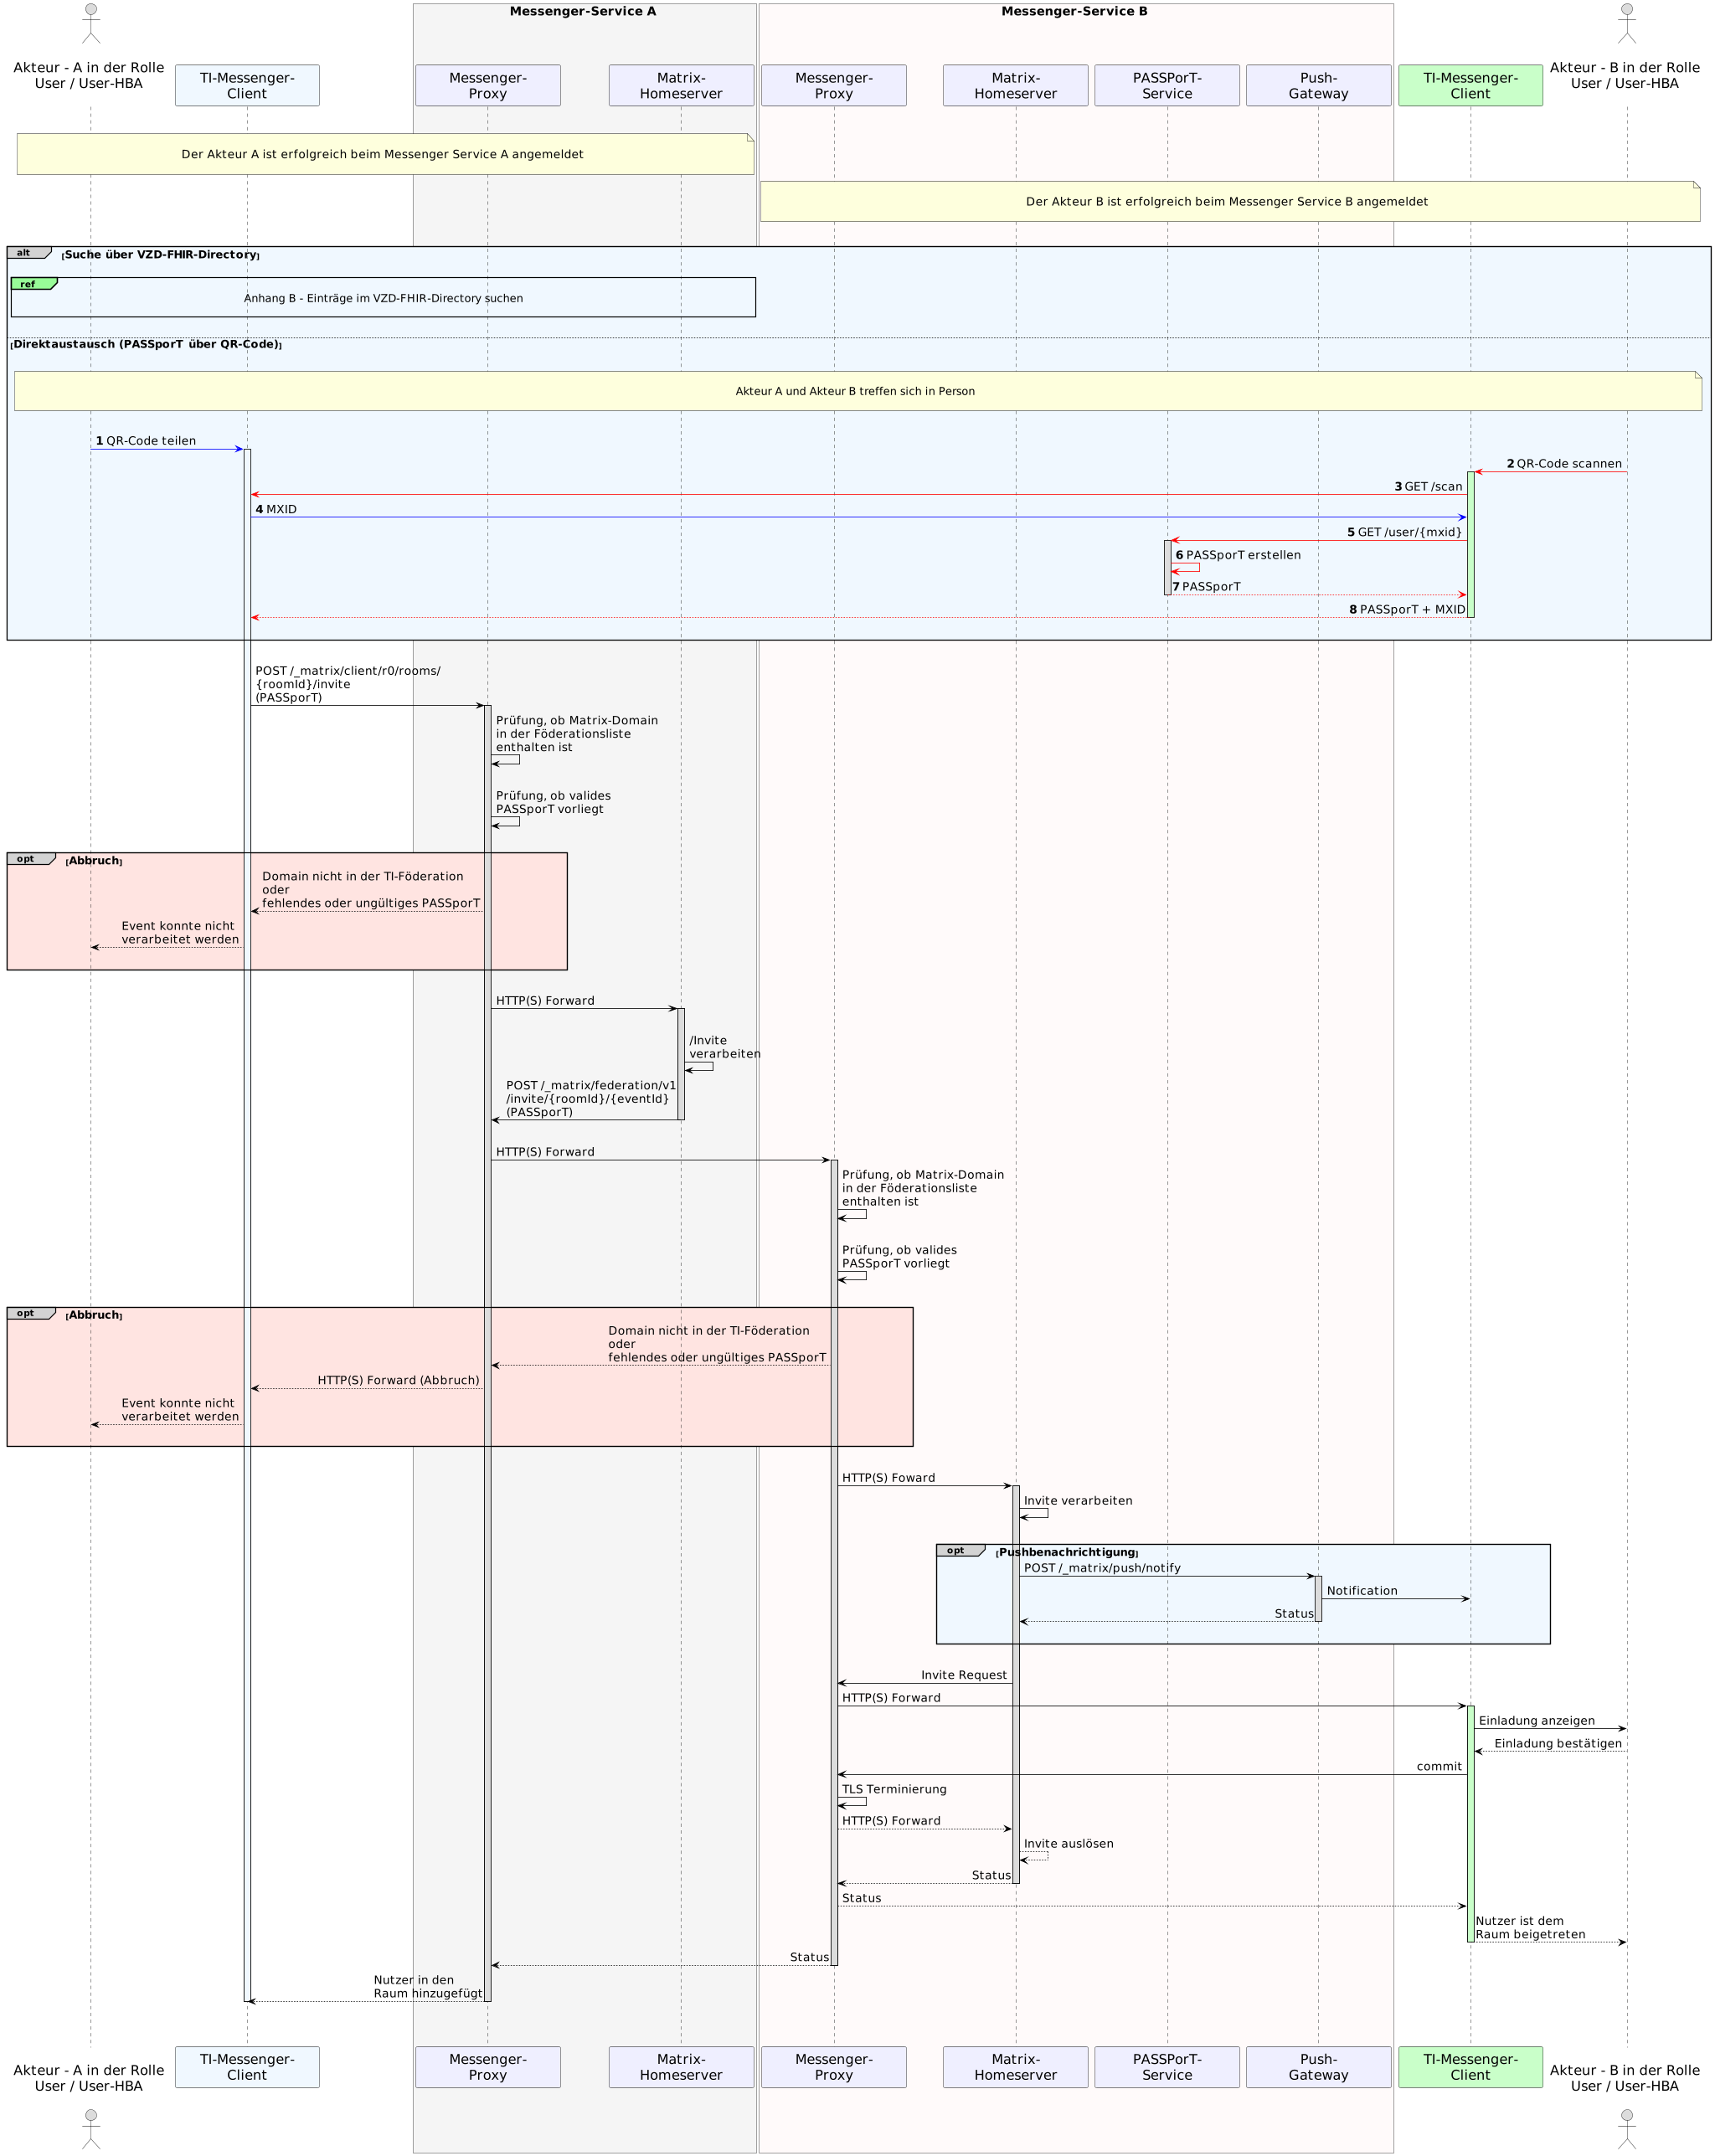 Messenger-Service A
Messenger-Service B
Akteur - A in der Rolle
User / User-HBA
TI-Messenger-
Client
Messenger-
Proxy
Matrix-
Homeserver
Messenger-
Proxy
Matrix-
Homeserver
PASSPorT-
Service
Push-
Gateway
TI-Messenger-
Client
Akteur - B in der Rolle
User / User-HBA
Der Akteur A ist erfolgreich beim Messenger Service A angemeldet
Der Akteur B ist erfolgreich beim Messenger Service B angemeldet
alt [Suche über VZD-FHIR-Directory]
ref
Anhang B - Einträge im VZD-FHIR-Directory suchen
[Direktaustausch (PASSporT über QR-Code)]
Akteur A und Akteur B treffen sich in Person
1 QR-Code teilen
2 QR-Code scannen
3 GET /scan
4 MXID
5 GET /user/{mxid}
6 PASSporT erstellen
7 PASSporT
8 PASSporT + MXID
POST /_matrix/client/r0/rooms/
{roomId}/invite
(PASSporT)
Prüfung, ob Matrix-Domain
in der Föderationsliste
enthalten ist
Prüfung, ob valides
PASSporT vorliegt
opt [Abbruch]
Domain nicht in der TI-Föderation
oder
fehlendes oder ungültiges PASSporT
Event konnte nicht
verarbeitet werden
HTTP(S) Forward
/Invite
verarbeiten
POST /_matrix/federation/v1
/invite/{roomId}/{eventId}
(PASSporT)
HTTP(S) Forward
Prüfung, ob Matrix-Domain
in der Föderationsliste
enthalten ist
Prüfung, ob valides
PASSporT vorliegt
opt [Abbruch]
Domain nicht in der TI-Föderation
oder
fehlendes oder ungültiges PASSporT
HTTP(S) Forward (Abbruch)
Event konnte nicht
verarbeitet werden
HTTP(S) Foward
Invite verarbeiten
opt [Pushbenachrichtigung]
POST /_matrix/push/notify
Notification
Status
Invite Request
HTTP(S) Forward
Einladung anzeigen
Einladung bestätigen
commit
TLS Terminierung
HTTP(S) Forward
Invite auslösen
Status
Status
Nutzer ist dem
Raum beigetreten
Status
Nutzer in den
Raum hinzugefügt
Akteur - A in der Rolle
User / User-HBA
TI-Messenger-
Client
Messenger-
Proxy
Matrix-
Homeserver
Messenger-
Proxy
Matrix-
Homeserver
PASSPorT-
Service
Push-
Gateway
TI-Messenger-
Client
Akteur - B in der Rolle
User / User-HBA